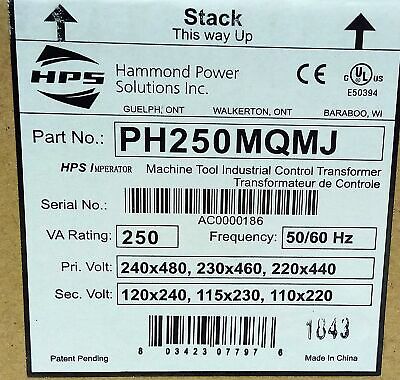 Stack
This way Up
HPS
Hammond Power
Solutions Inc.
CE
c UL us
E50394
GUELPH, ONT WALKERTON, ONT BARABOO, WI
Part No.: PH250MQMJ
HPS IMPERATOR Machine Tool Industrial Control Transformer
Transformateur de Controle
Serial No.:
AC0000186
VA Rating: 250 Frequency: 50/60 Hz
Pri. Volt: 240x480, 230x460, 220x440
Sec. Volt: 120x240, 115x230, 110x220
1043
8 03423 07797 6
Patent Pending Made in China